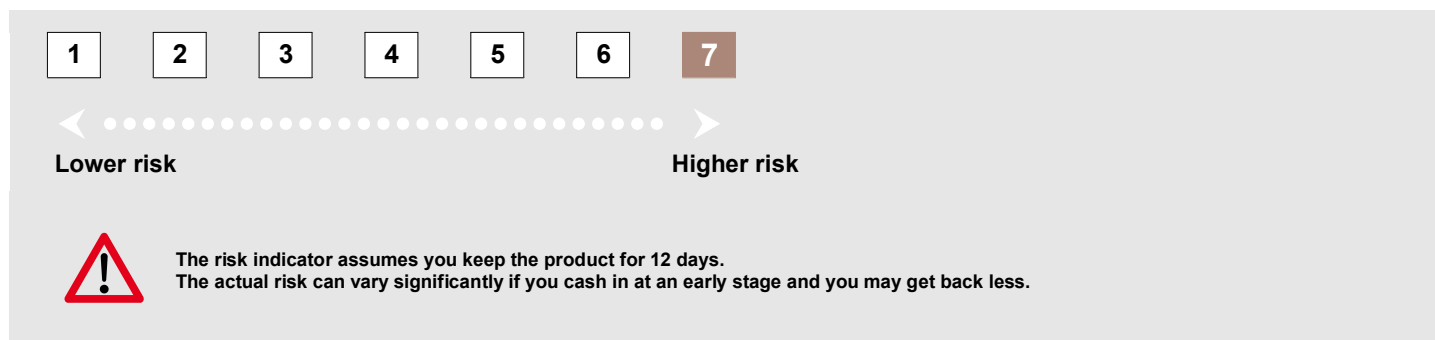 1 2 3 4 5 6 7
Lower risk Higher risk
The risk indicator assumes you keep the product for 12 days.
The actual risk can vary significantly if you cash in at an early stage and you may get back less.